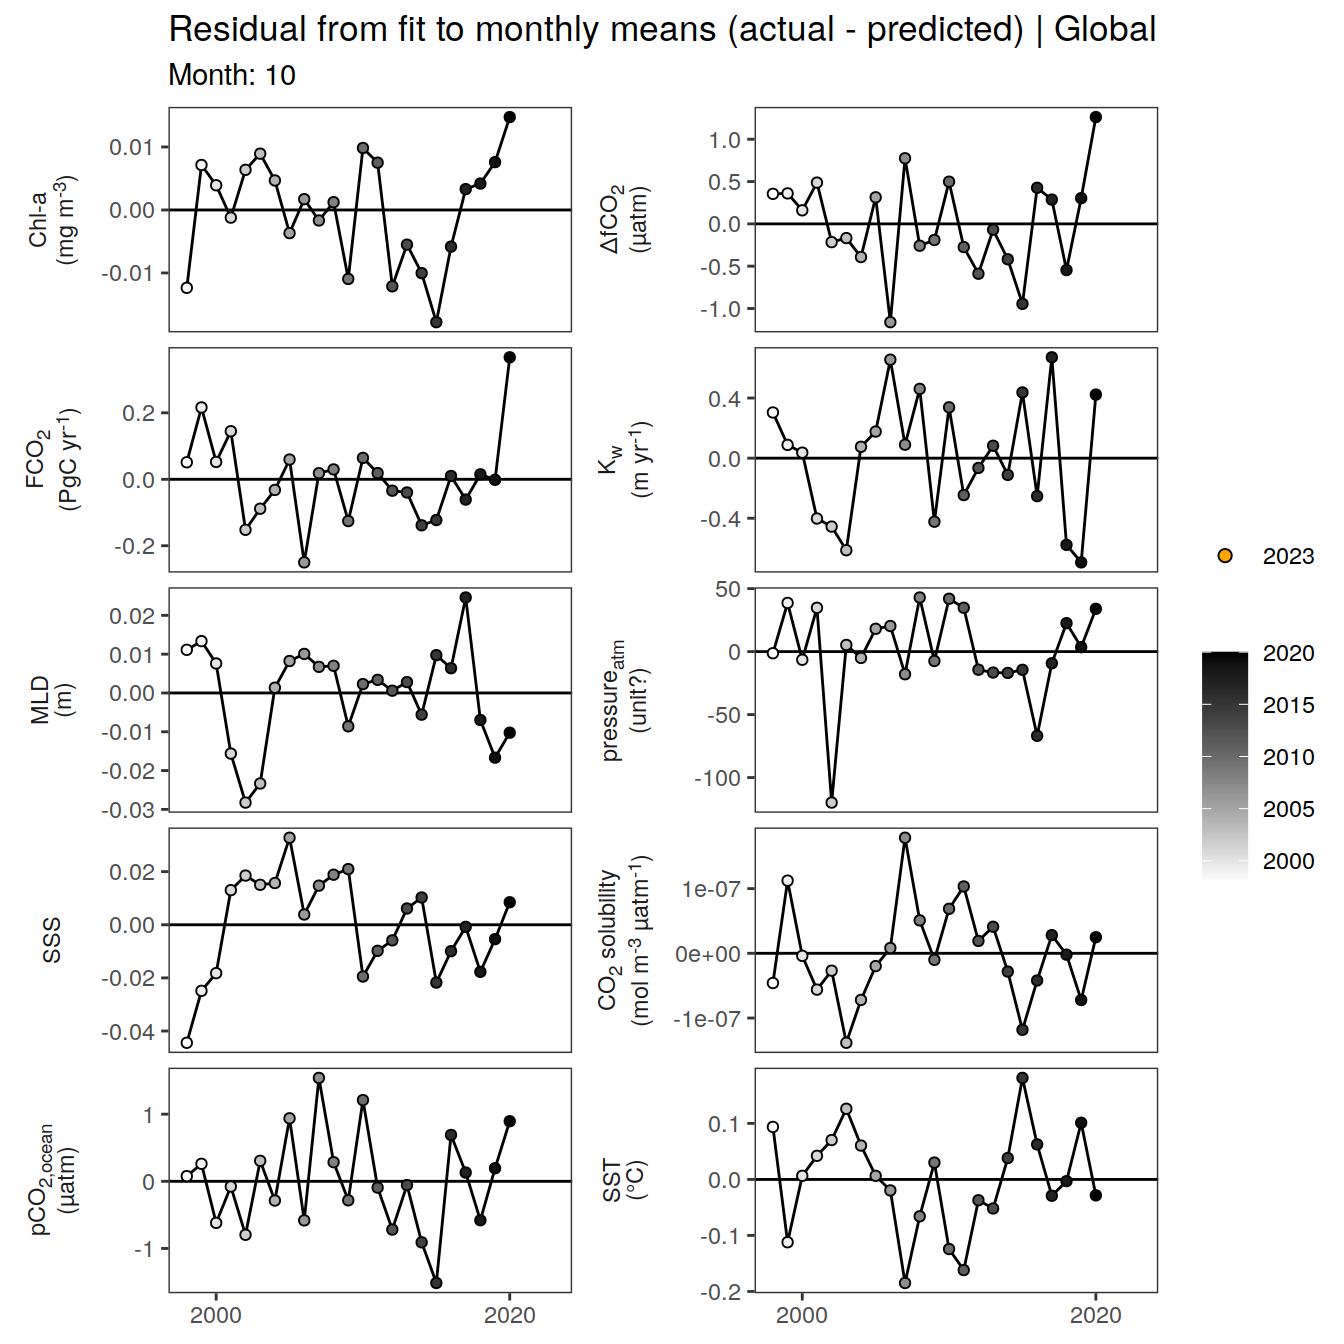 Residual from fit to monthly means (actual - predicted) | Global
Month: 10
Chl-a
(mg m⁻³)
0.01
0.00
-0.01
ΔfCO₂
(µatm)
1.0
0.5
0.0
-0.5
-1.0
FCO₂
(PgC yr⁻¹)
0.2
0.0
-0.2
K_w
(m yr⁻¹)
0.4
0.0
-0.4
MLD
(m)
0.02
0.01
0.00
-0.01
-0.02
-0.03
pressure_atm
(unit?)
50
0
-50
-100
SSS
0.02
0.00
-0.02
-0.04
CO₂ solubility
(mol m⁻³ µatm⁻¹)
1e-07
0e+00
-1e-07
pCO₂,ocean
(µatm)
1
0
-1
SST
(°C)
0.1
0.0
-0.1
-0.2
2000
2020
2000
2020
2023
2020
2015
2010
2005
2000